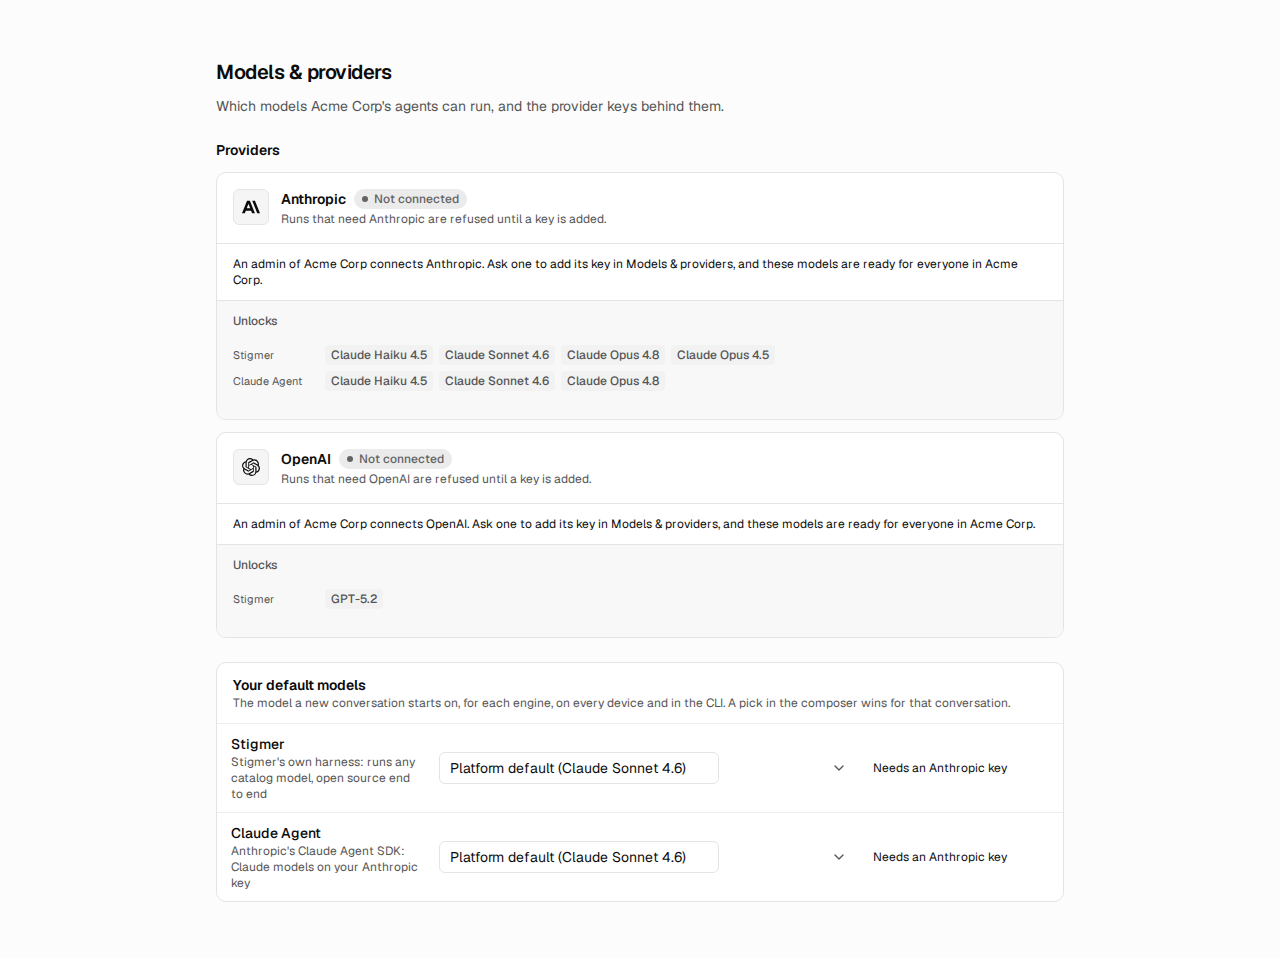 Models & providers
Which models Acme Corp's agents can run, and the provider keys behind them.
Providers
Anthropic
Not connected
Runs that need Anthropic are refused until a key is added.
An admin of Acme Corp connects Anthropic. Ask one to add its key in Models & providers, and these models are ready for everyone in Acme
Corp.
Unlocks
Stigmer Claude Haiku 4.5 Claude Sonnet 4.6 Claude Opus 4.8 Claude Opus 4.5
Claude Agent Claude Haiku 4.5 Claude Sonnet 4.6 Claude Opus 4.8
OpenAI
Not connected
Runs that need OpenAI are refused until a key is added.
An admin of Acme Corp connects OpenAI. Ask one to add its key in Models & providers, and these models are ready for everyone in Acme Corp.
Unlocks
Stigmer GPT-5.2
Your default models
The model a new conversation starts on, for each engine, on every device and in the CLI. A pick in the composer wins for that conversation.
Stigmer
Stigmer's own harness: runs any
catalog model, open source end
to end
Platform default (Claude Sonnet 4.6)
Needs an Anthropic key
Claude Agent
Anthropic's Claude Agent SDK:
Claude models on your Anthropic
key
Platform default (Claude Sonnet 4.6)
Needs an Anthropic key